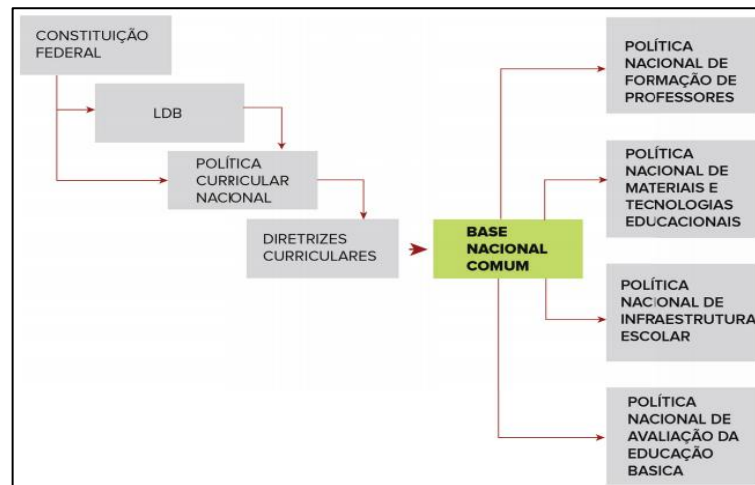 CONSTITUIÇÃO
FEDERAL
LDB
POLÍTICA
CURRICULAR
NACIONAL
DIRETRIZES
CURRICULARES
BASE
NACIONAL
COMUM
POLÍTICA
NACIONAL DE
FORMAÇÃO DE
PROFESSORES
POLÍTICA
NACIONAL DE
MATERIAIS E
TECNOLOGIAS
EDUCACIONAIS
POLÍTICA
NACIONAL DE
INFRAESTRUTURA
ESCOLAR
POLÍTICA
NACIONAL DE
AVALIAÇÃO DA
EDUCAÇÃO
BASICA